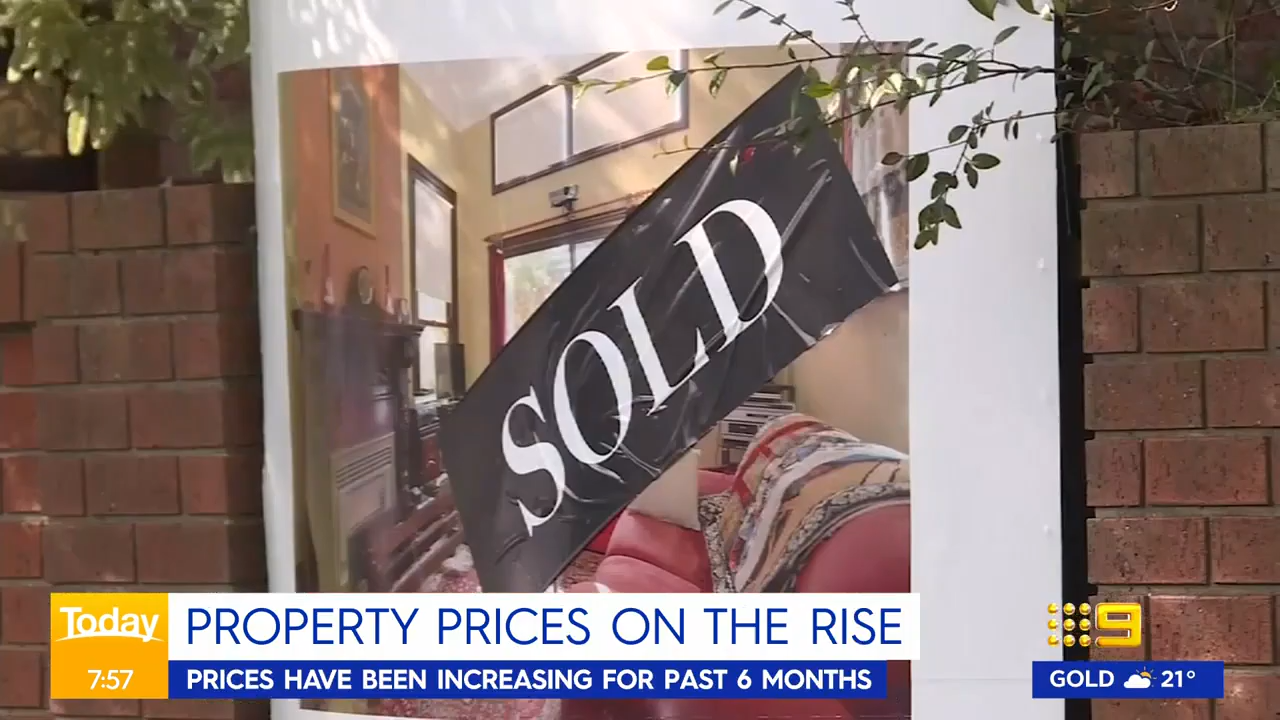 SOLD
Today
7:57
PROPERTY PRICES ON THE RISE
PRICES HAVE BEEN INCREASING FOR PAST 6 MONTHS
9
GOLD 21°